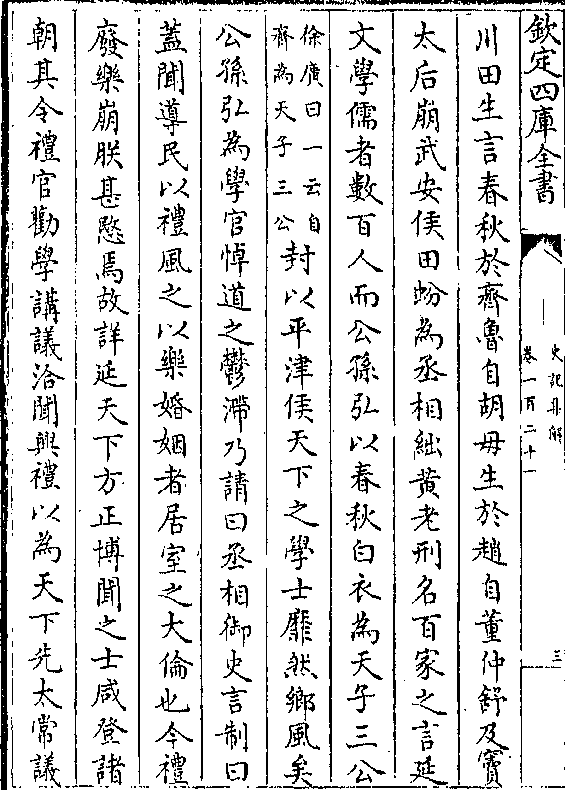 欽定四庫全書
史記集解
卷一百二十一
三
川田生言春秋於齊魯自胡毋生於趙自董仲舒及竇
太后崩武安侯田蚡為丞相絀黄老刑名百家之言延
文學儒者數百人而公孫弘以春秋白衣為天子三公
徐廣曰一云自
齊為天子三公
封以平津侯天下之學士靡然鄉風矣
公孫弘為學官悼道之鬱滯乃請曰丞相御史言制曰
蓋聞導民以禮風之以樂婚姻者居室之大倫也今禮
廢樂崩朕甚愍焉故詳延天下方正博聞之士咸登諸
朝其令禮官勸學講議洽聞興禮以為天下先太常議